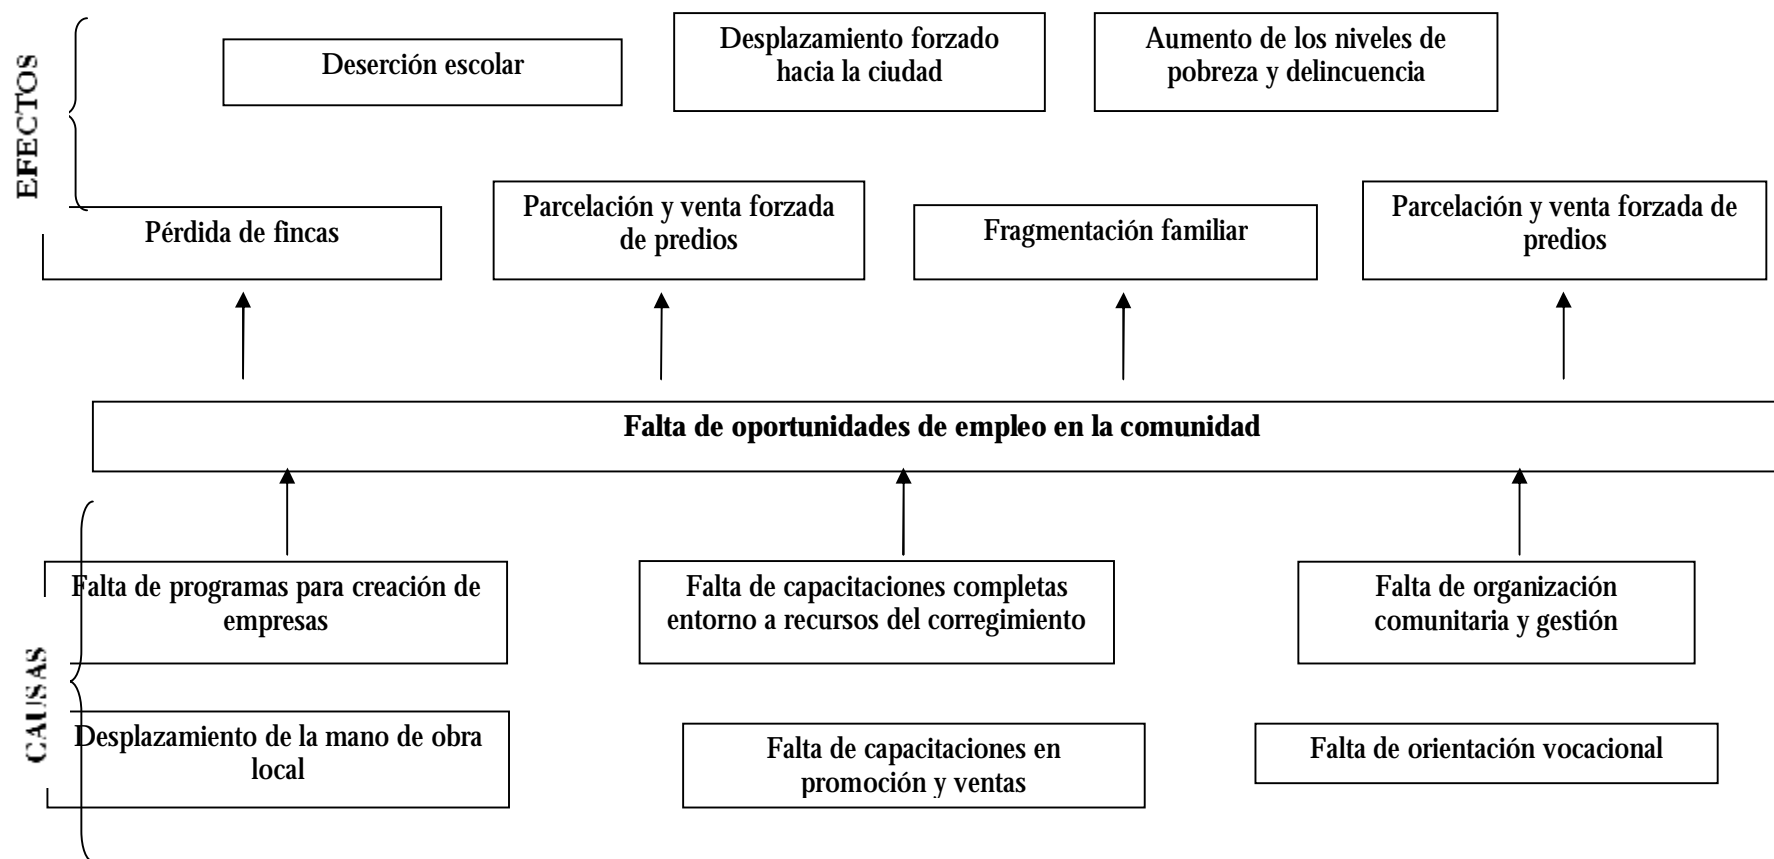 EFECTOS
Deserción escolar
Desplazamiento forzado
hacia la ciudad
Aumento de los niveles de
pobreza y delincuencia
Pérdida de fincas
Parcelación y venta forzada
de predios
Fragmentación familiar
Parcelación y venta forzada de
predios
Falta de oportunidades de empleo en la comunidad
CAUSAS
Falta de programas para creación de
empresas
Falta de capacitaciones completas
entorno a recursos del corregimiento
Falta de organización
comunitaria y gestión
Desplazamiento de la mano de obra
local
Falta de capacitaciones en
promoción y ventas
Falta de orientación vocacional